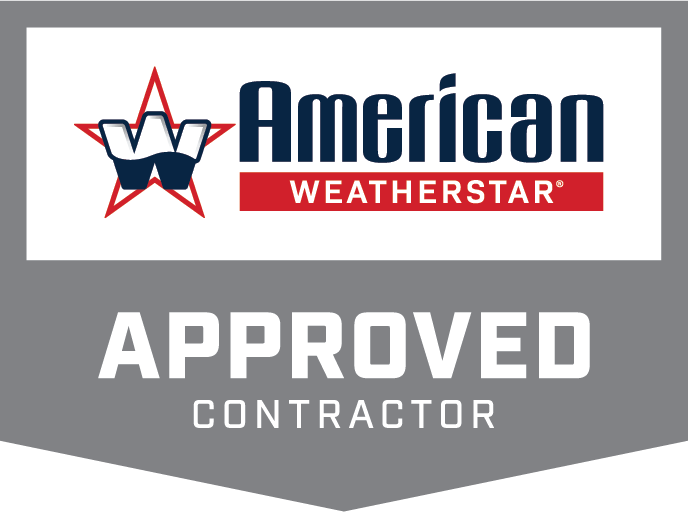 W
American
WEATHERSTAR®
APPROVED
CONTRACTOR